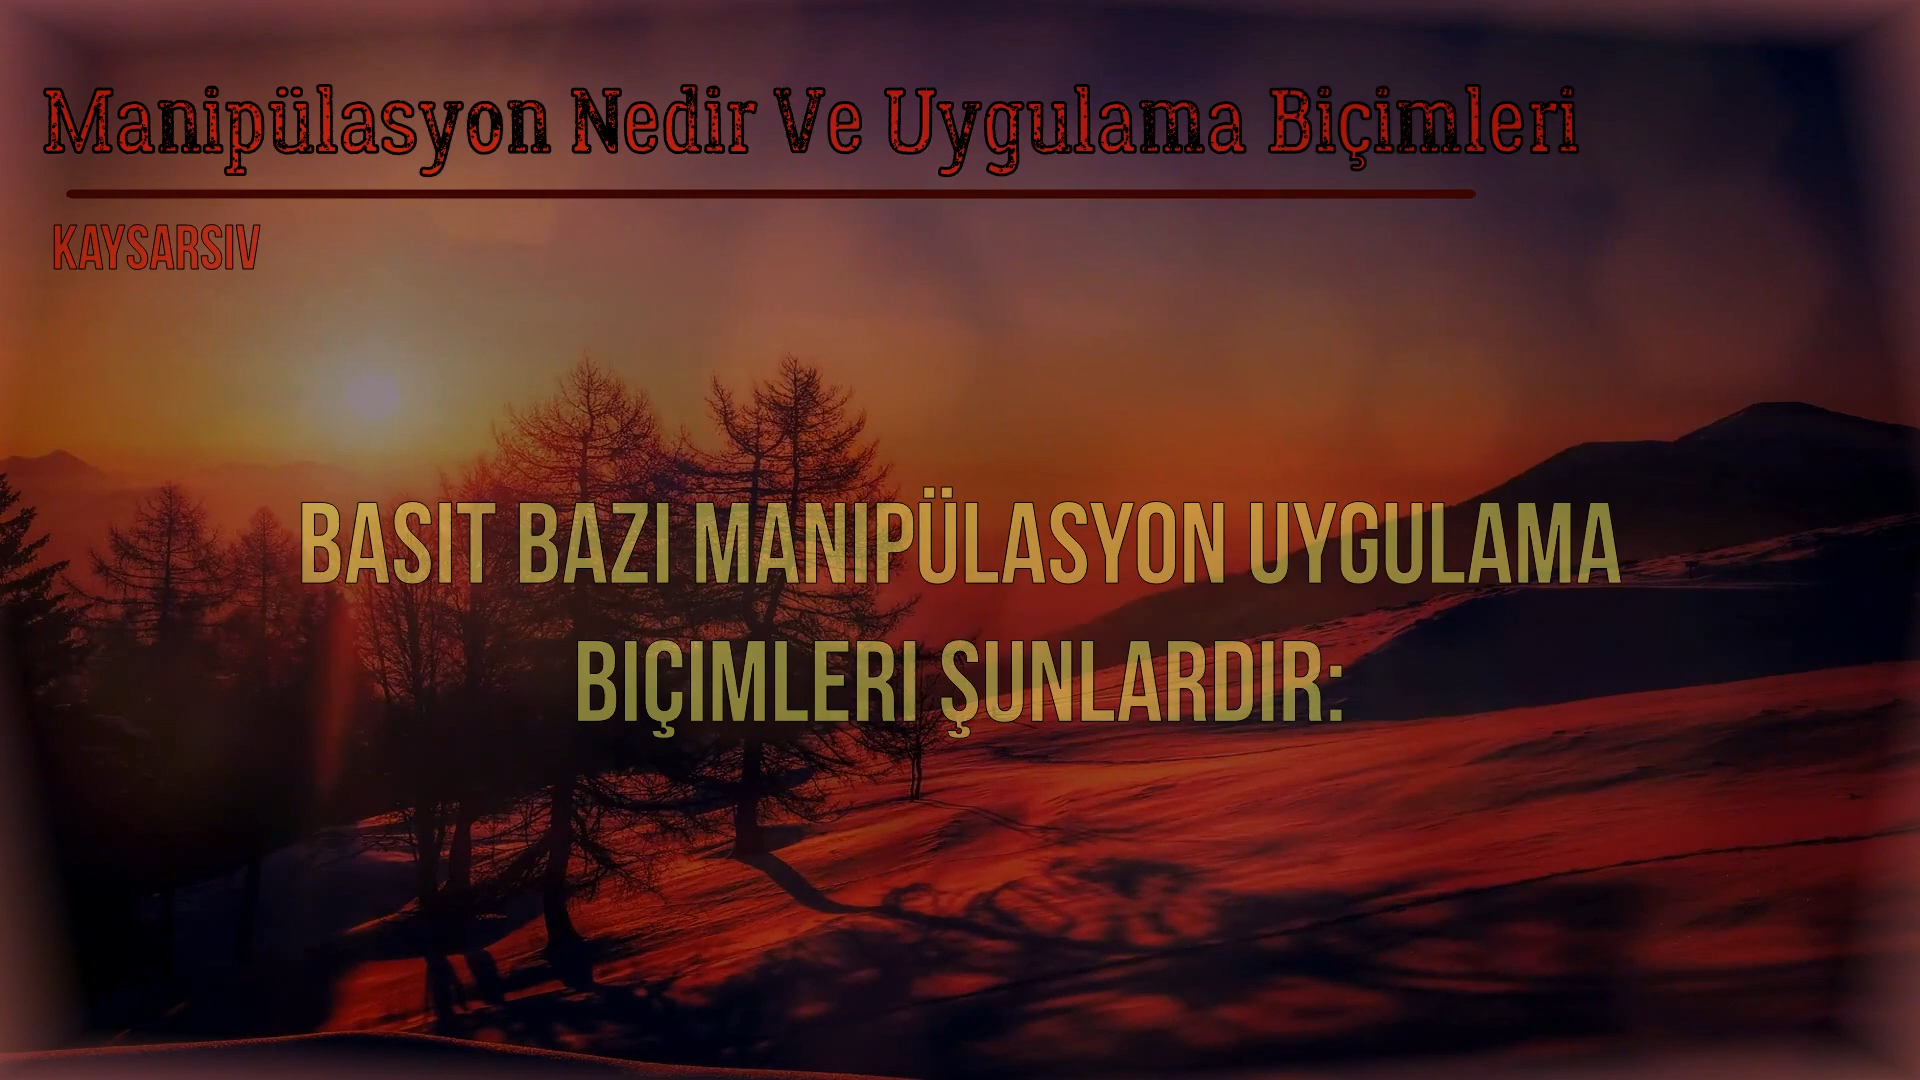 Manipülasyon Nedir Ve Uygulama Biçimleri
KAYSARSIV
BASIT BAZI MANIPÜLASYON UYGULAMA
BIÇIMLERI ŞUNLARDIR: